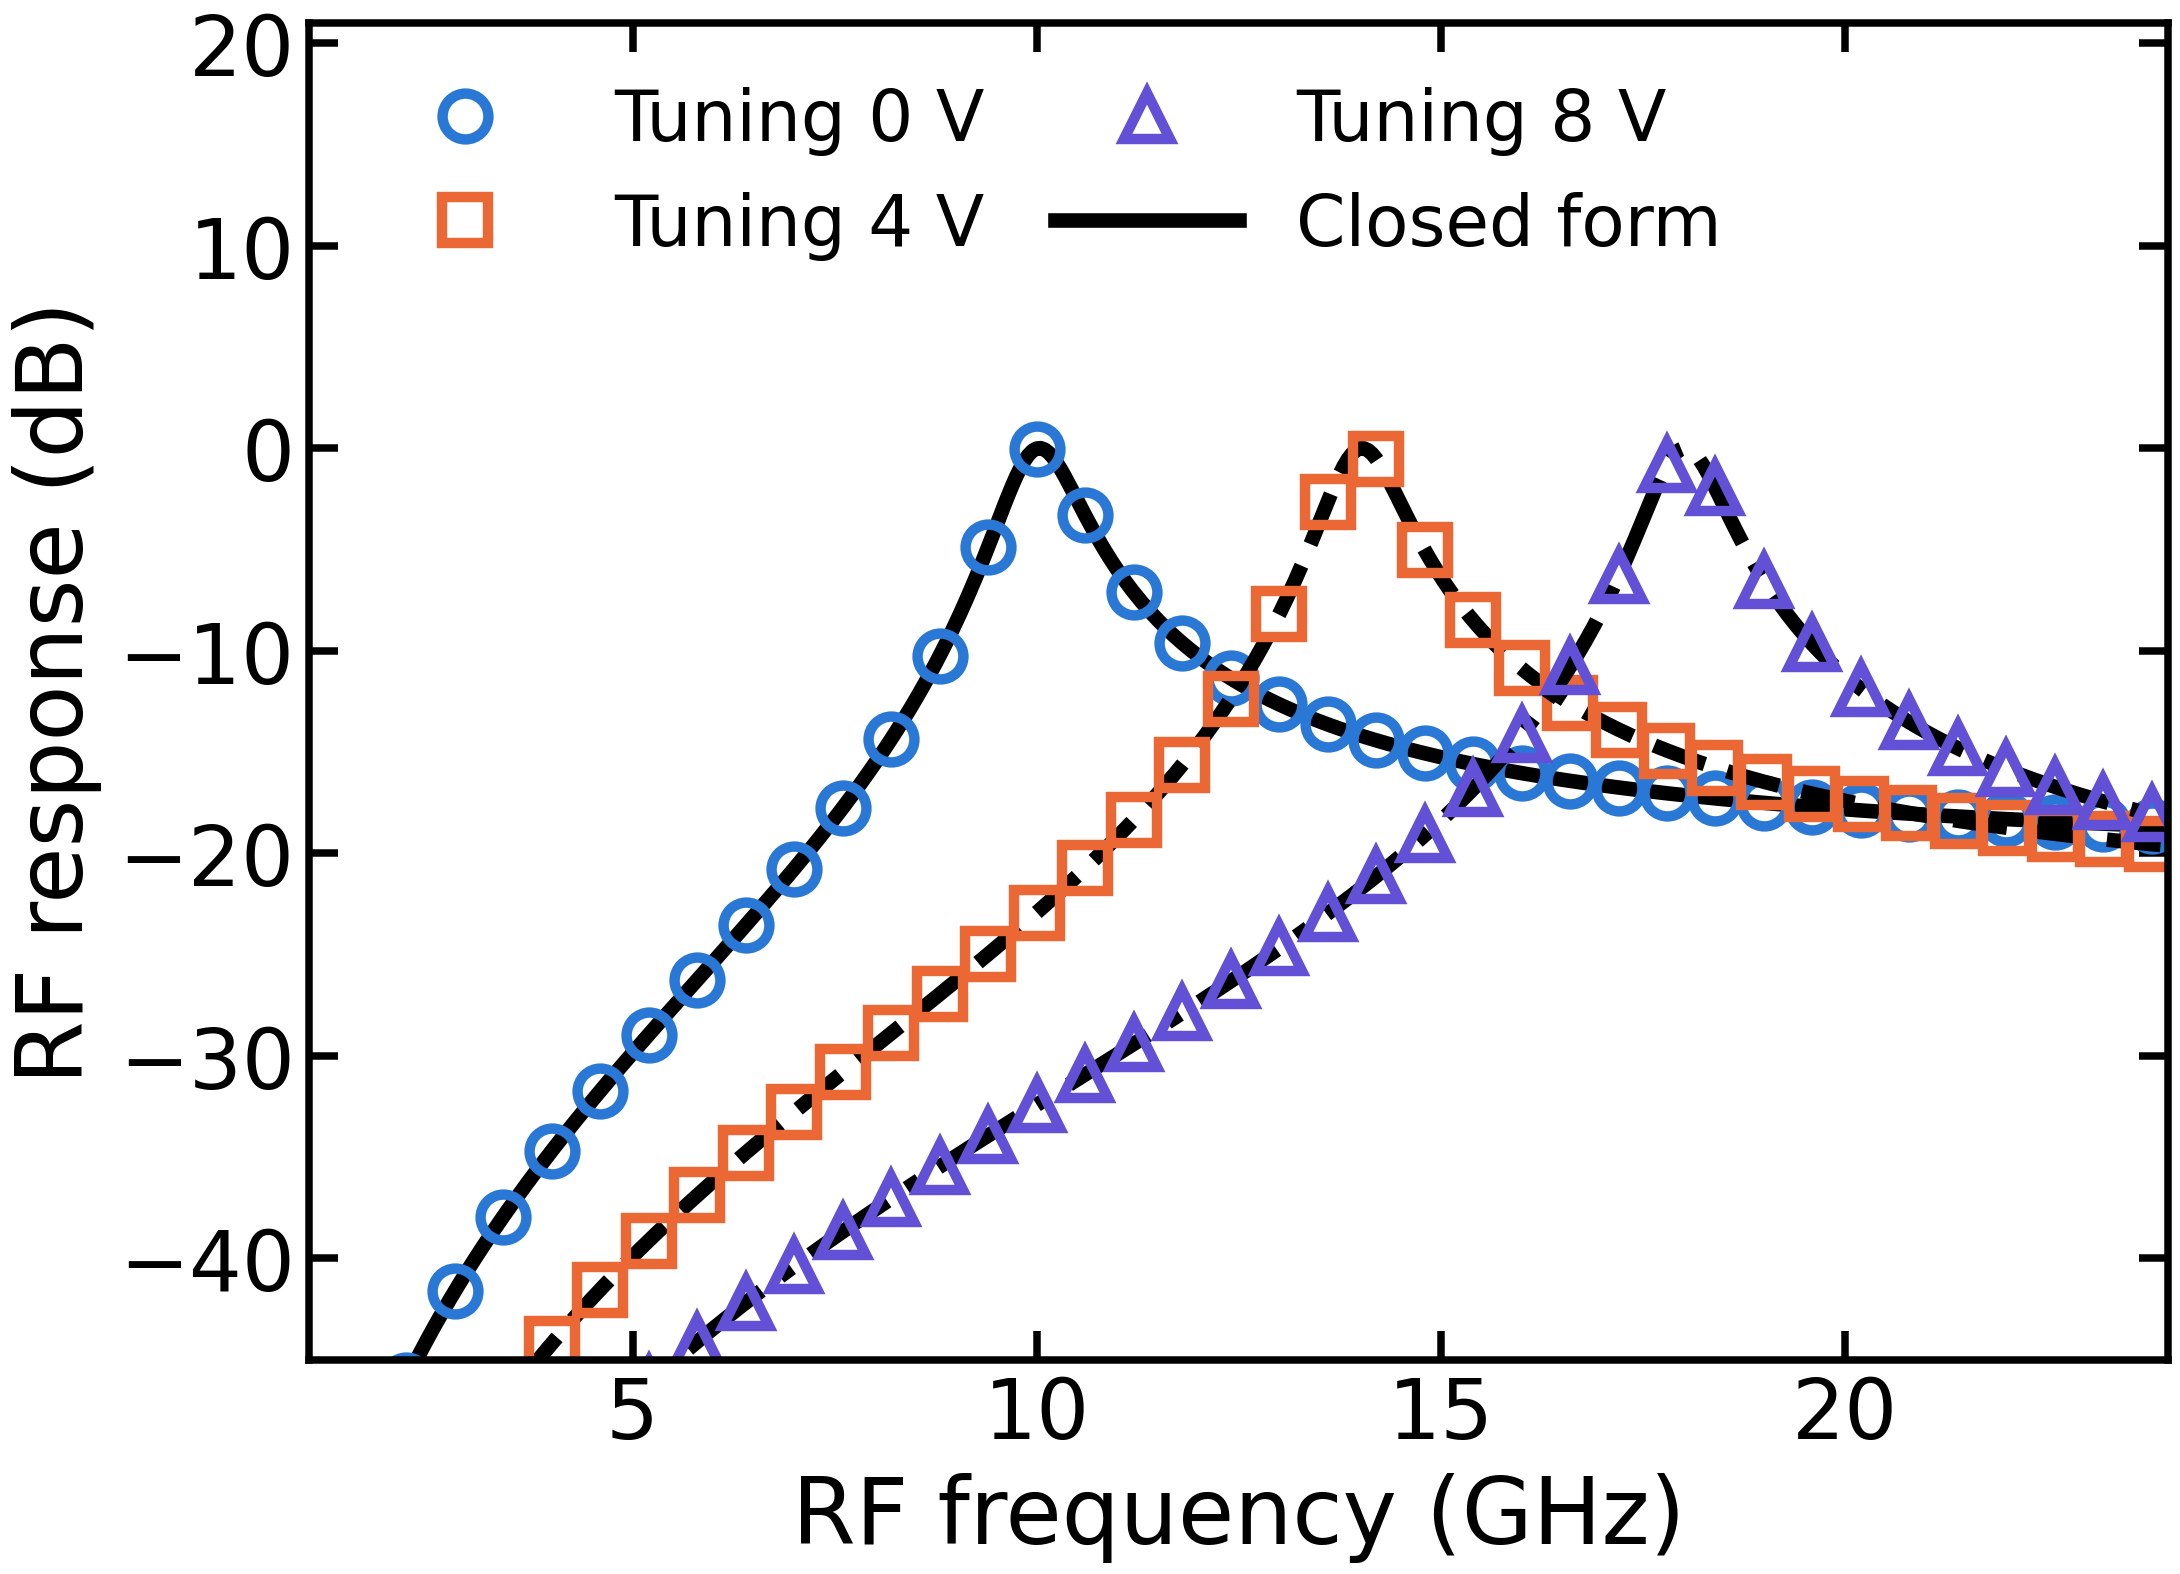 20
10
0
−10
−20
−30
−40
RF response (dB)
Tuning 0 V
Tuning 4 V
Tuning 8 V
Closed form
5 10 15 20
RF frequency (GHz)